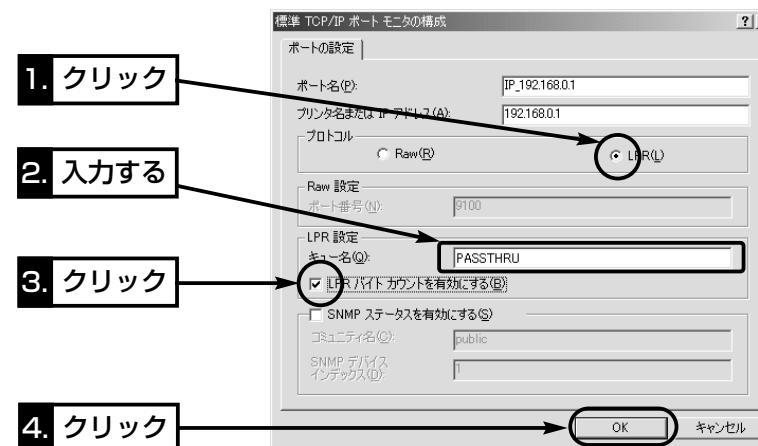 標準 TCP/IP ポート モニタの構成 ?
ポートの設定
1. クリック
ポート名(P): IP_192.168.0.1
プリンタ名または IP アドレス(A): 192.168.0.1
プロトコル
Raw(R) LPR(L)
2. 入力する
Raw 設定
ポート番号(N): 9100
LPR 設定
キュー名(Q): PASSTHRU
3. クリック
LPR バイト カウントを有効にする(B)
SNMP ステータスを有効にする(S)
コミュニティ名(C): public
SNMP デバイス
インデックス(D): 1
4. クリック
OK キャンセル